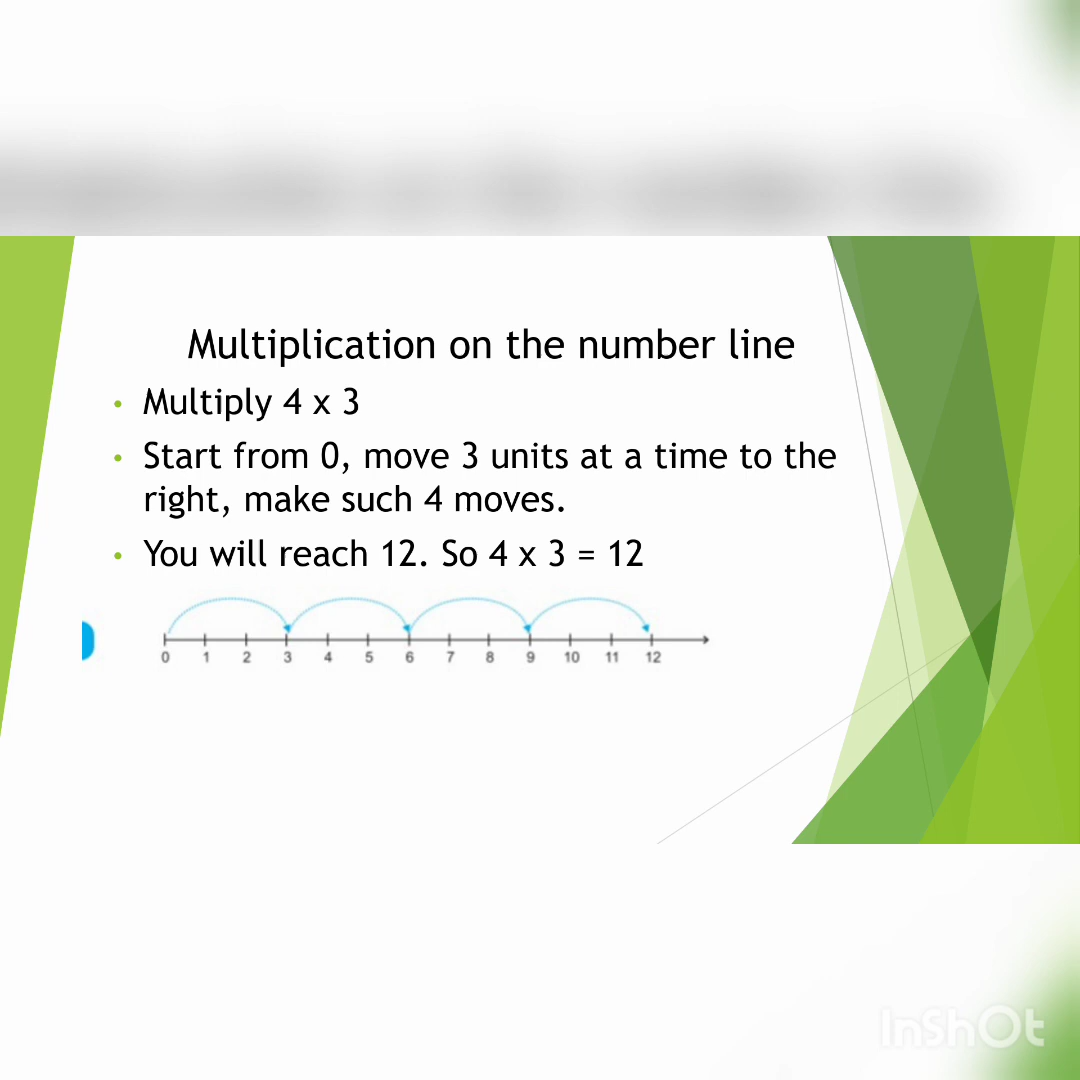 Multiplication on the number line
• Multiply 4 x 3
• Start from 0, move 3 units at a time to the
right, make such 4 moves.
• You will reach 12. So 4 x 3 = 12
0 1 2 3 4 5 6 7 8 9 10 11 12
InShOt